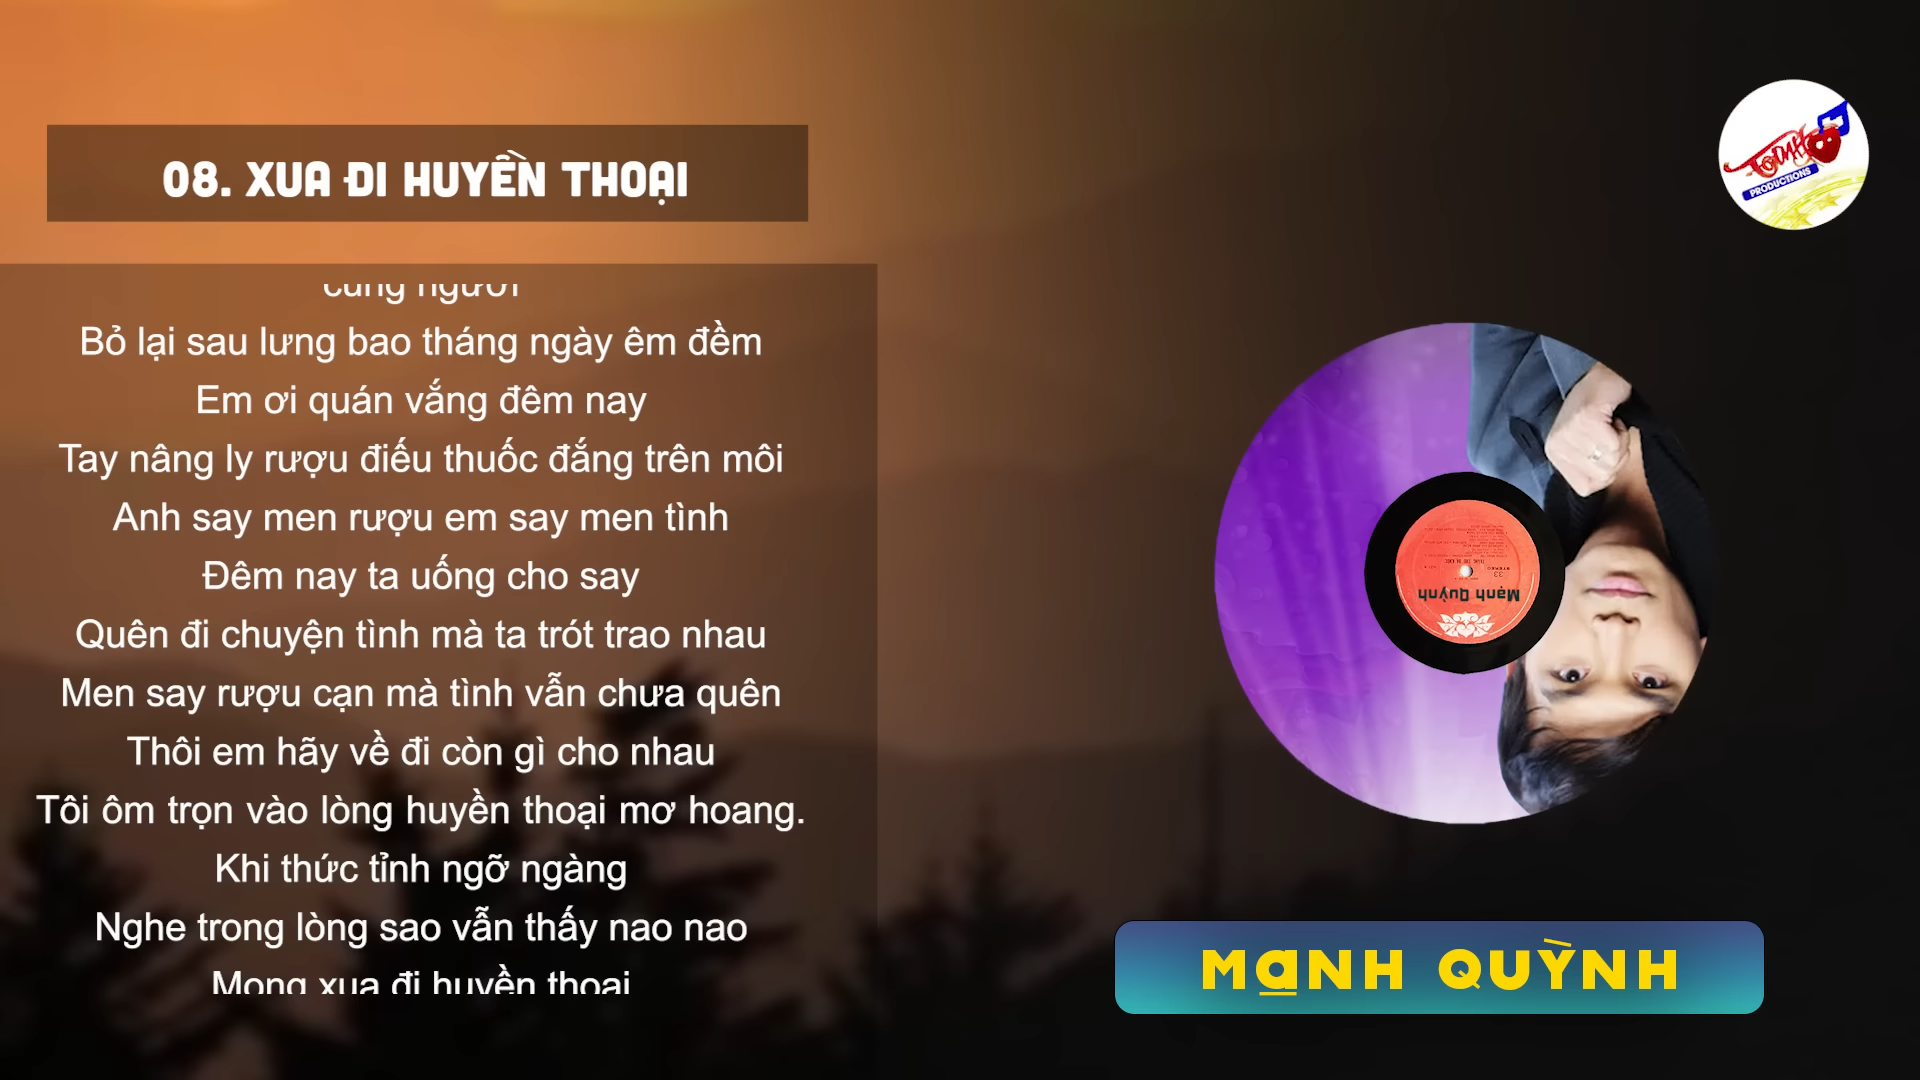 08. XUA ĐI HUYỀN THOẠI
cùng người
Bỏ lại sau lưng bao tháng ngày êm đềm
Em ơi quán vắng đêm nay
Tay nâng ly rượu điếu thuốc đắng trên môi
Anh say men rượu em say men tình
Đêm nay ta uống cho say
Quên đi chuyện tình mà ta trót trao nhau
Men say rượu cạn mà tình vẫn chưa quên
Thôi em hãy về đi còn gì cho nhau
Tôi ôm trọn vào lòng huyền thoại mơ hoang.
Khi thức tỉnh ngỡ ngàng
Nghe trong lòng sao vẫn thấy nao nao
Mong xua đi huyền thoại
PRODUCTIONS
Mạnh Quỳnh
STEREO
33
MẠNH QUỲNH